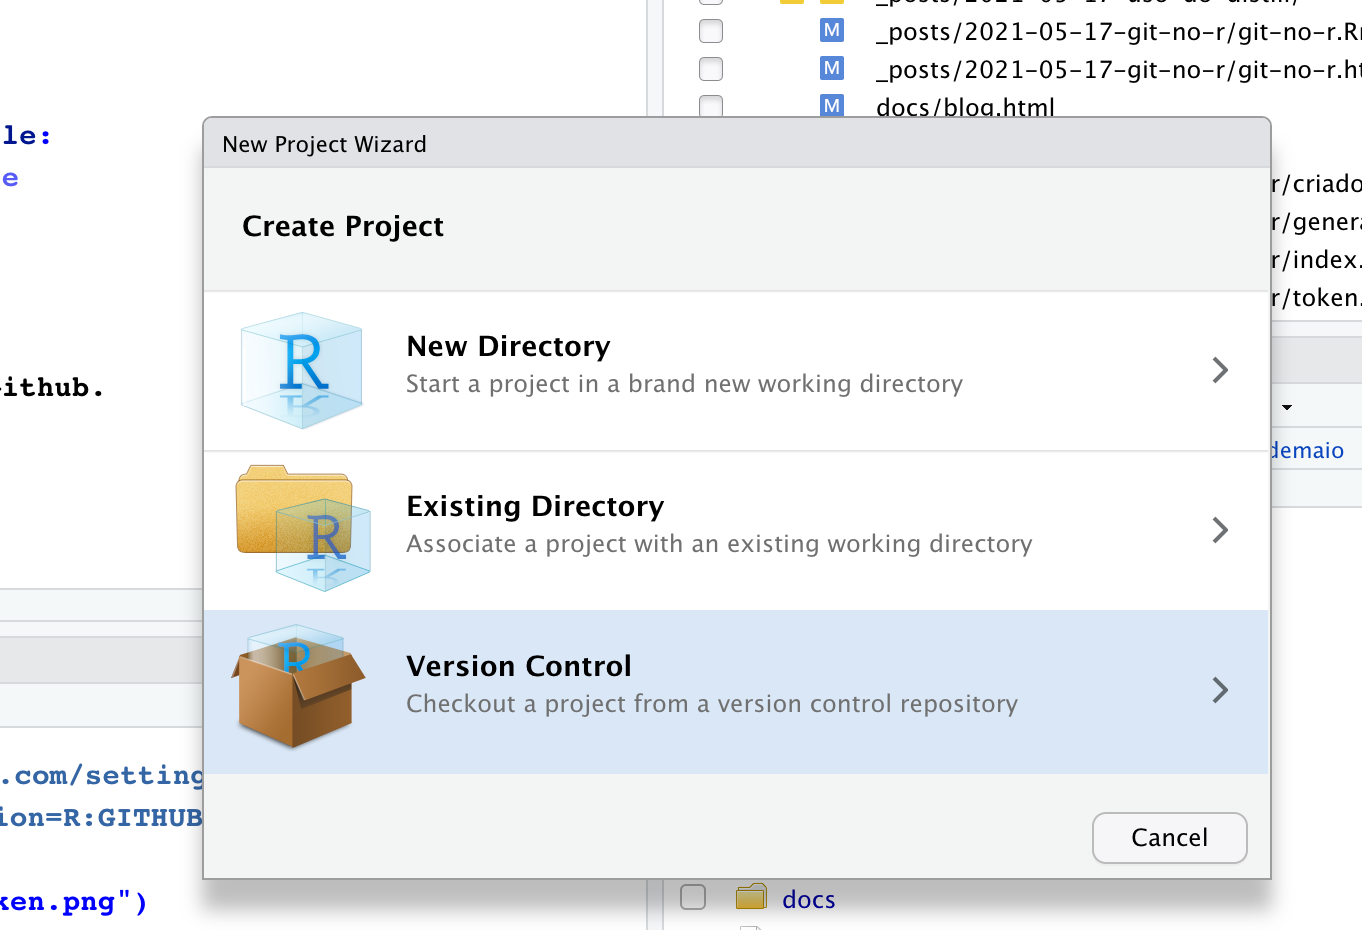 _posts/2021-05-17-git-no-r/git-no-r.
M
_posts/2021-05-17-git-no-r/git-no-r.
M
docs/blog.html
M
le:
e
New Project Wizard
r/criado
r/genera
r/index.
r/token.
Create Project
New Directory
Start a project in a brand new working directory
ithub.
demaio
Existing Directory
Associate a project with an existing working directory
Version Control
Checkout a project from a version control repository
.com/setting
ion=R:GITHUB
Cancel
ken.png")
docs